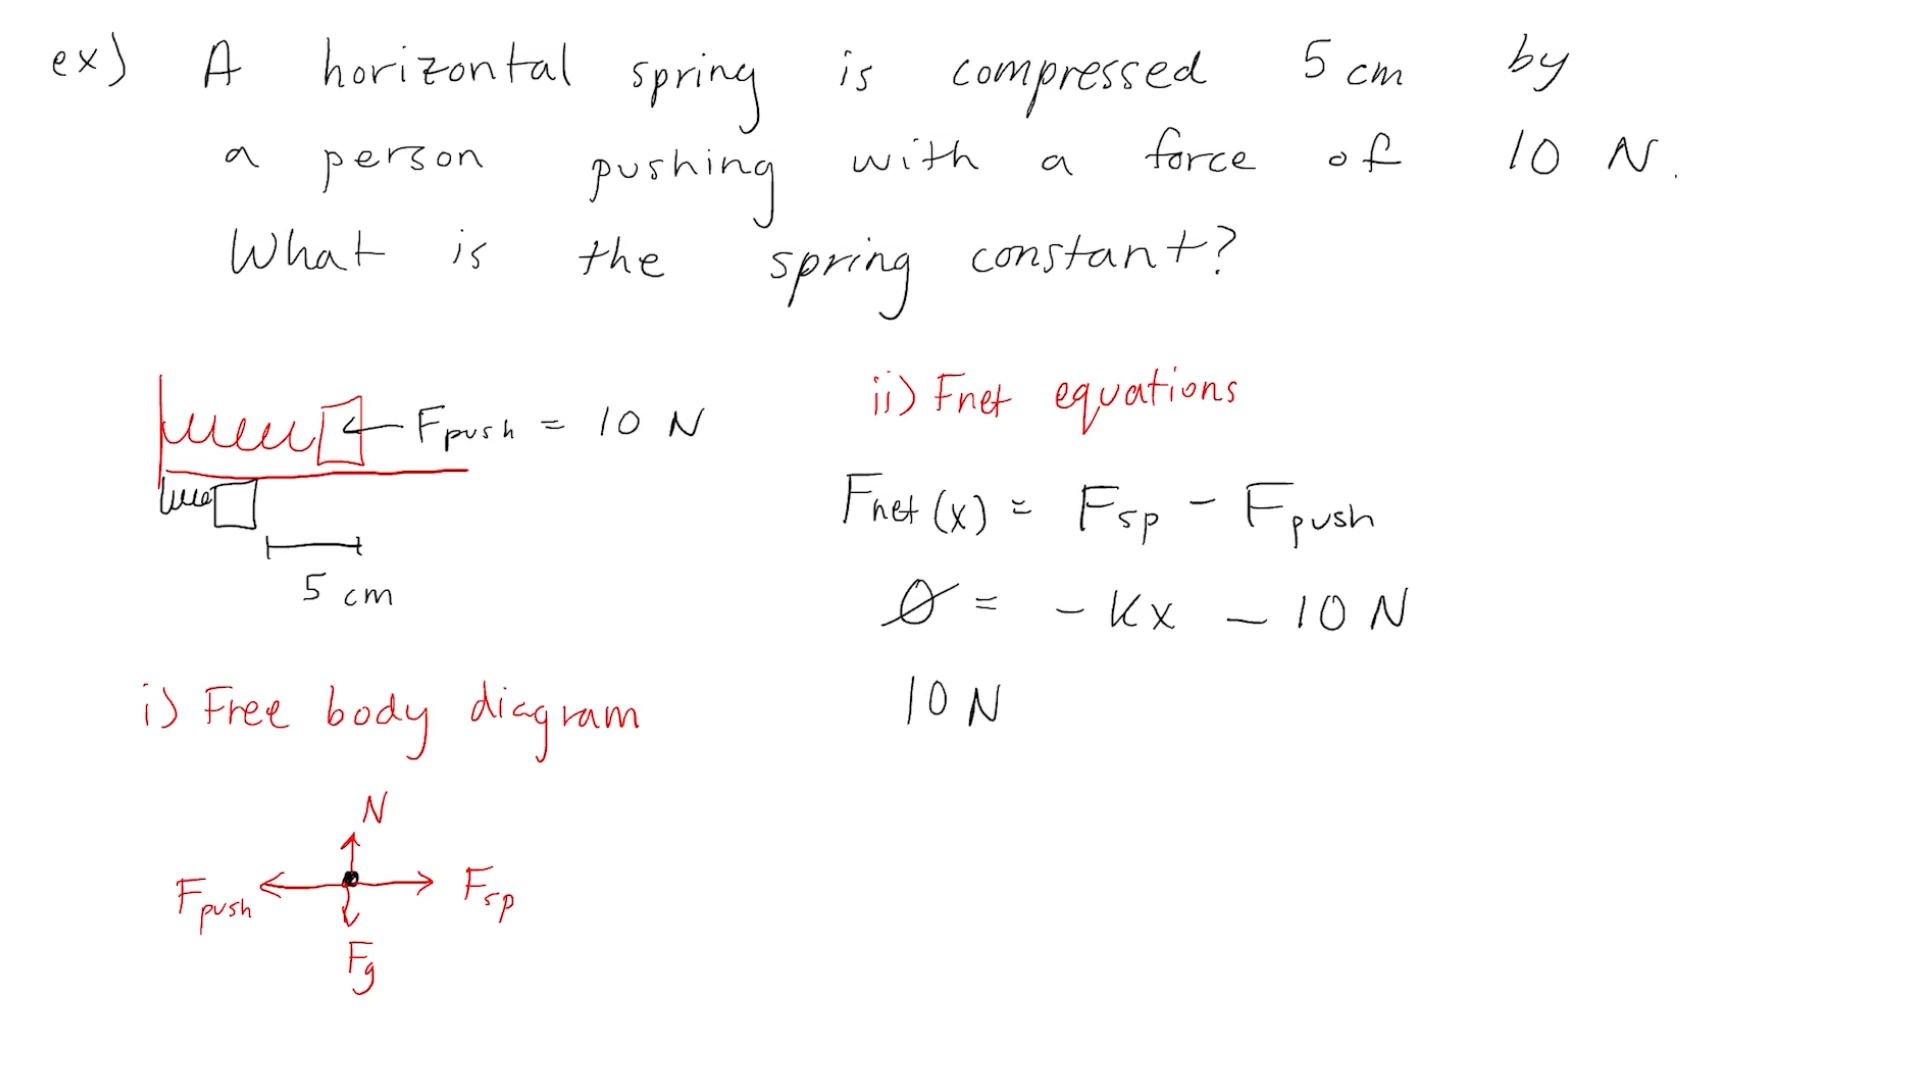 ex) A horizontal spring is compressed 5 cm by
a person pushing with a force of 10 N.
What is the spring constant?
Fpush = 10 N
5 cm
i) Free body diagram
N
Fpush
Fsp
Fg
ii) Fnet equations
Fnet (x) = Fsp - Fpush
0 = - kx - 10 N
10 N